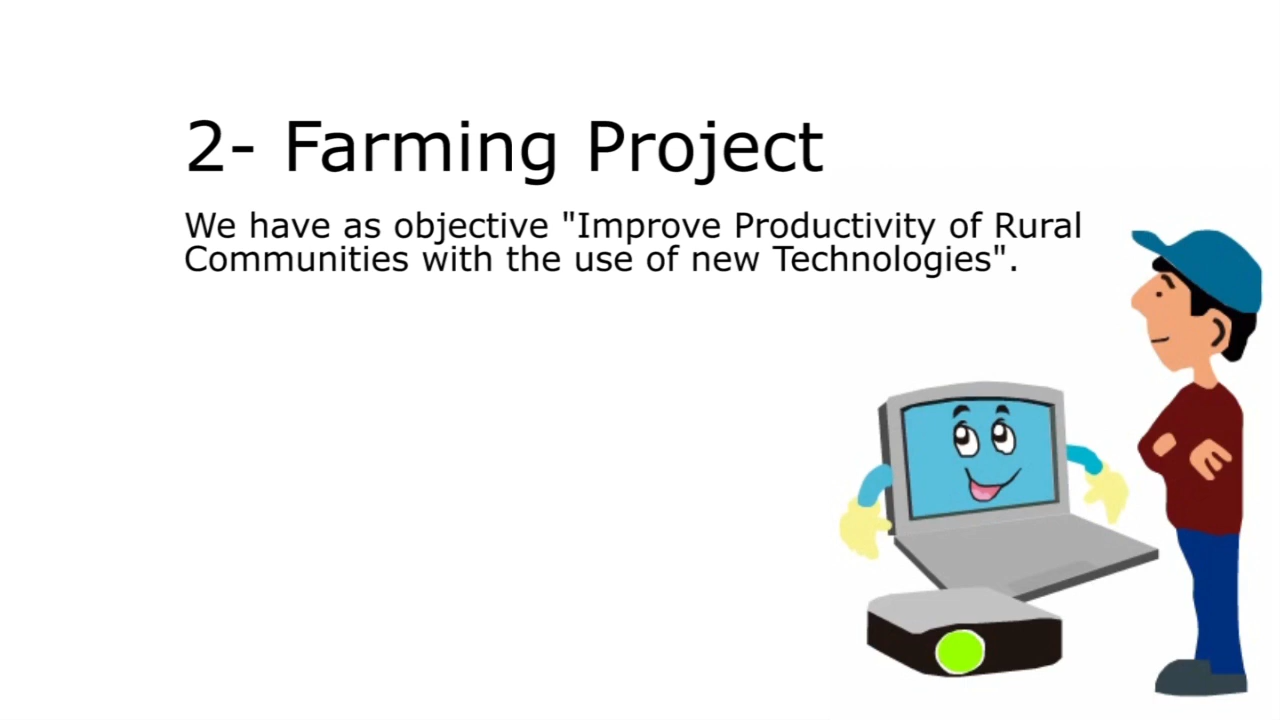 2- Farming Project
We have as objective "Improve Productivity of Rural
Communities with the use of new Technologies".